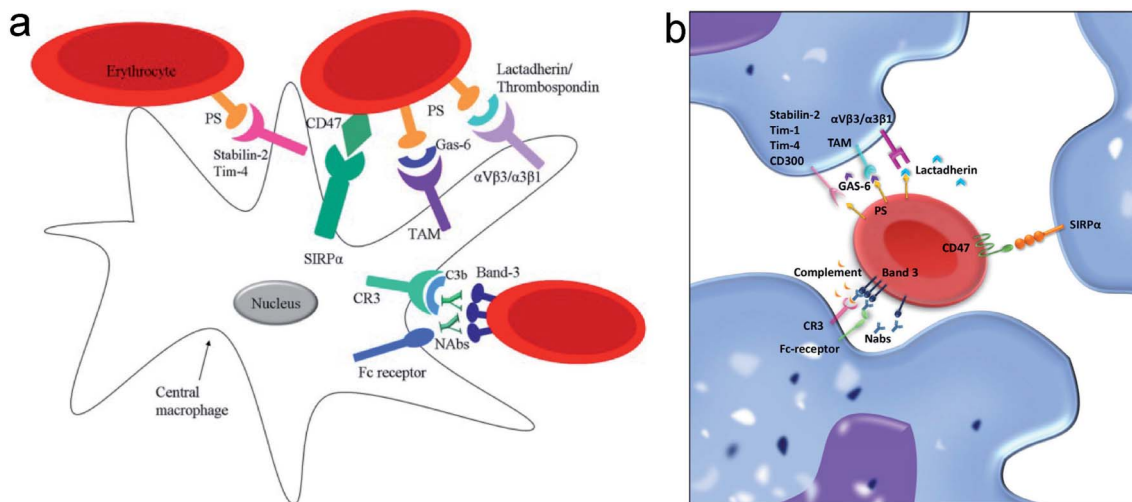 a
Erythrocyte
PS
Stabilin-2
Tim-4
CD47
PS
Gas-6
Lactadherin/
Thrombospondin
αVβ3/α3β1
TAM
SIRPα
C3b
Band-3
CR3
NAbs
Fc receptor
Nucleus
Central
macrophage
b
Stabilin-2
Tim-1
Tim-4
CD300
αVβ3/α3β1
TAM
GAS-6
Lactadherin
PS
CD47
SIRPα
Complement
Band 3
CR3
Fc-receptor
Nabs